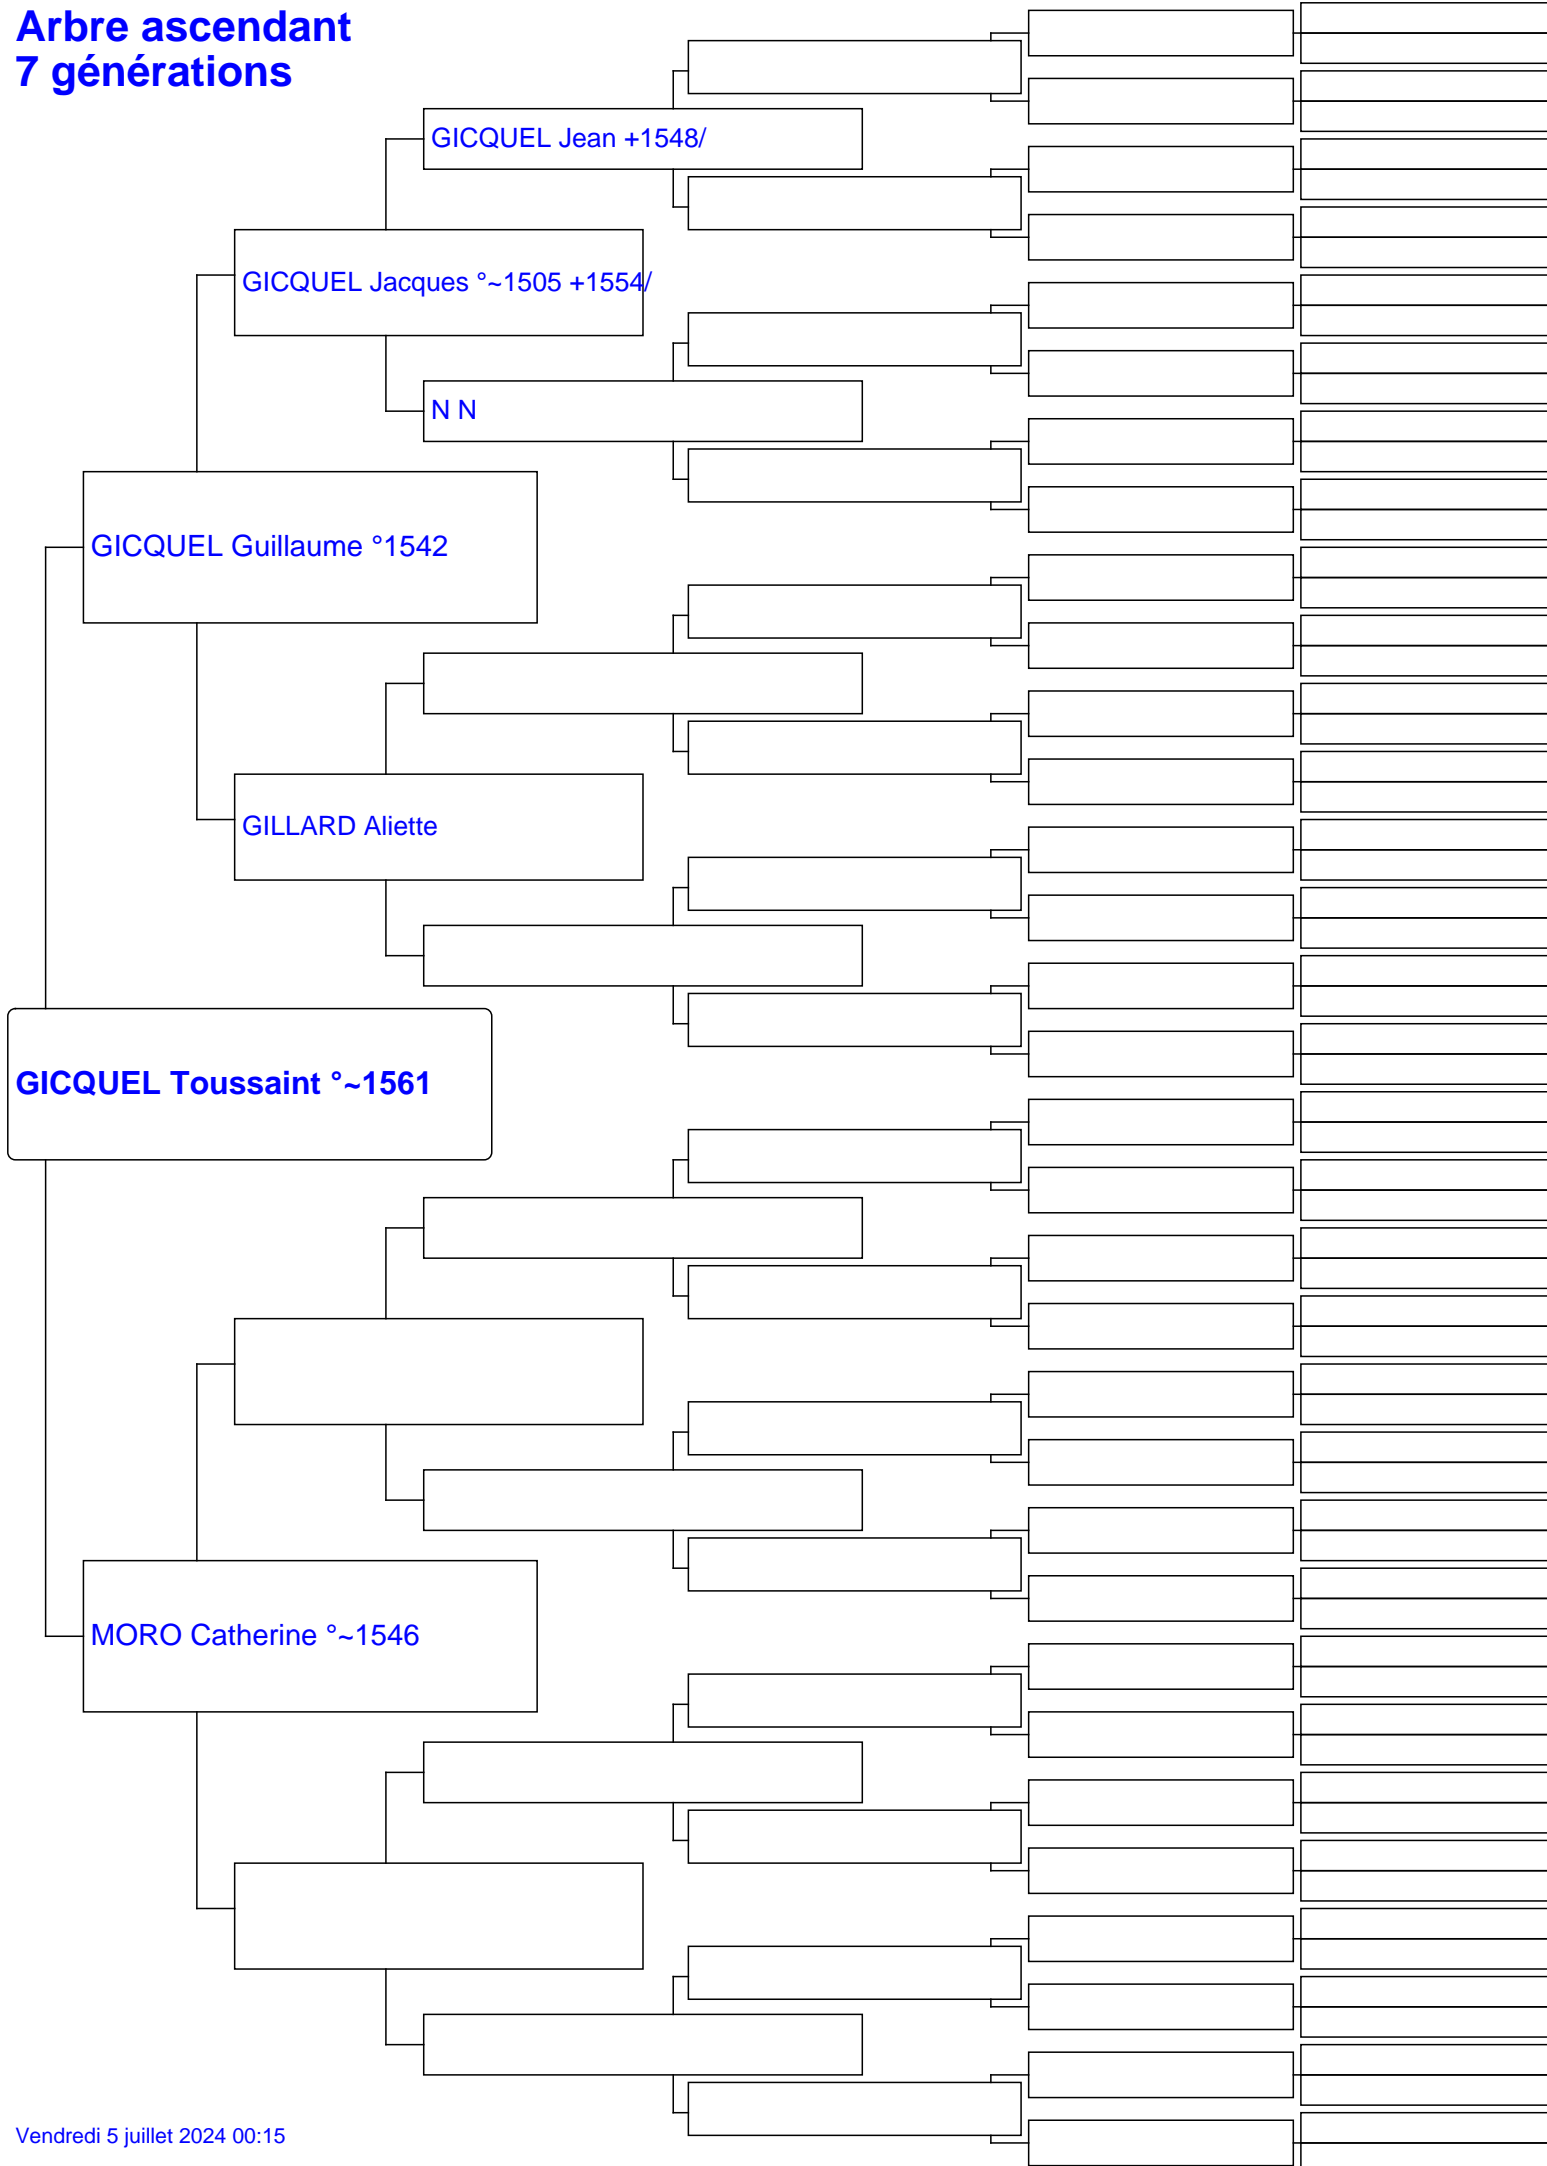 Arbre ascendant
7 générations
GICQUEL Jean +1548/
GICQUEL Jacques °~1505 +1554/
N N
GICQUEL Guillaume °1542
GILLARD Aliette
GICQUEL Toussaint °~1561
MORO Catherine °~1546
Vendredi 5 juillet 2024 00:15